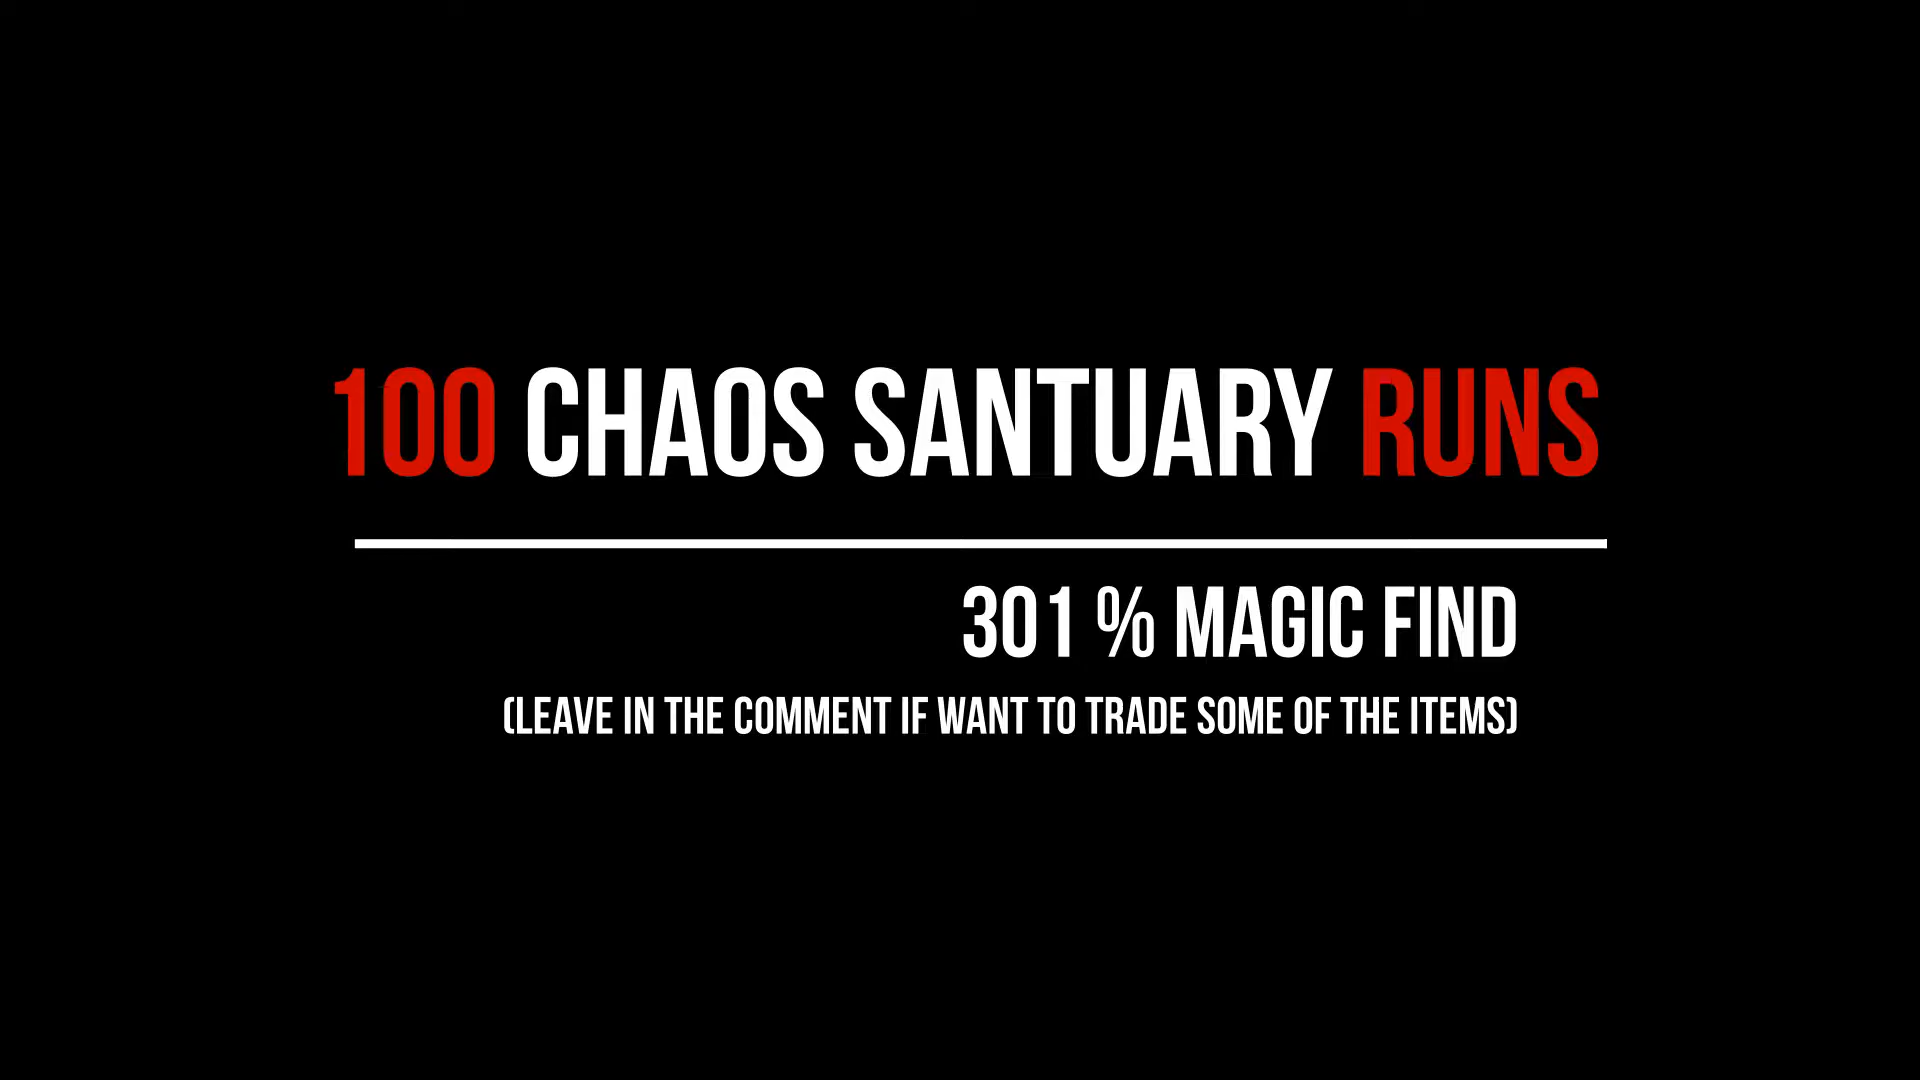 100 CHAOS SANTUARY RUNS
301 % MAGIC FIND
(LEAVE IN THE COMMENT IF WANT TO TRADE SOME OF THE ITEMS)